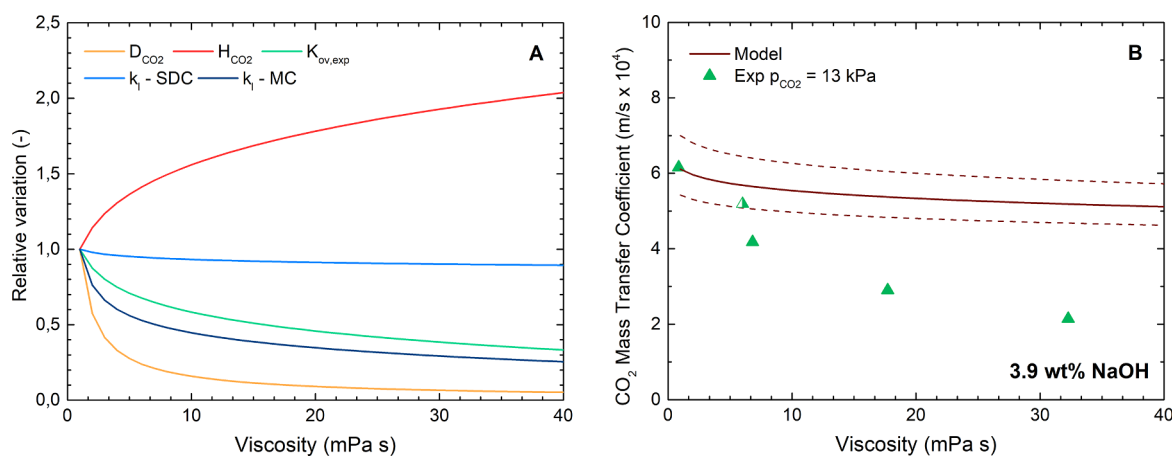 2.5
2.0
1.5
1.0
0.5
0,0
0
10
20
30
40
Relative variation (-)
Viscosity (mPa s)
D_CO2 H_CO2 K_ov,exp
k_l - SDC k_l - MC
A
10
8
6
4
2
0
0
10
20
30
40
CO₂ Mass Transfer Coefficient (m/s x 10⁴)
Viscosity (mPa s)
Model
Exp p_CO2 = 13 kPa
B
3.9 wt% NaOH